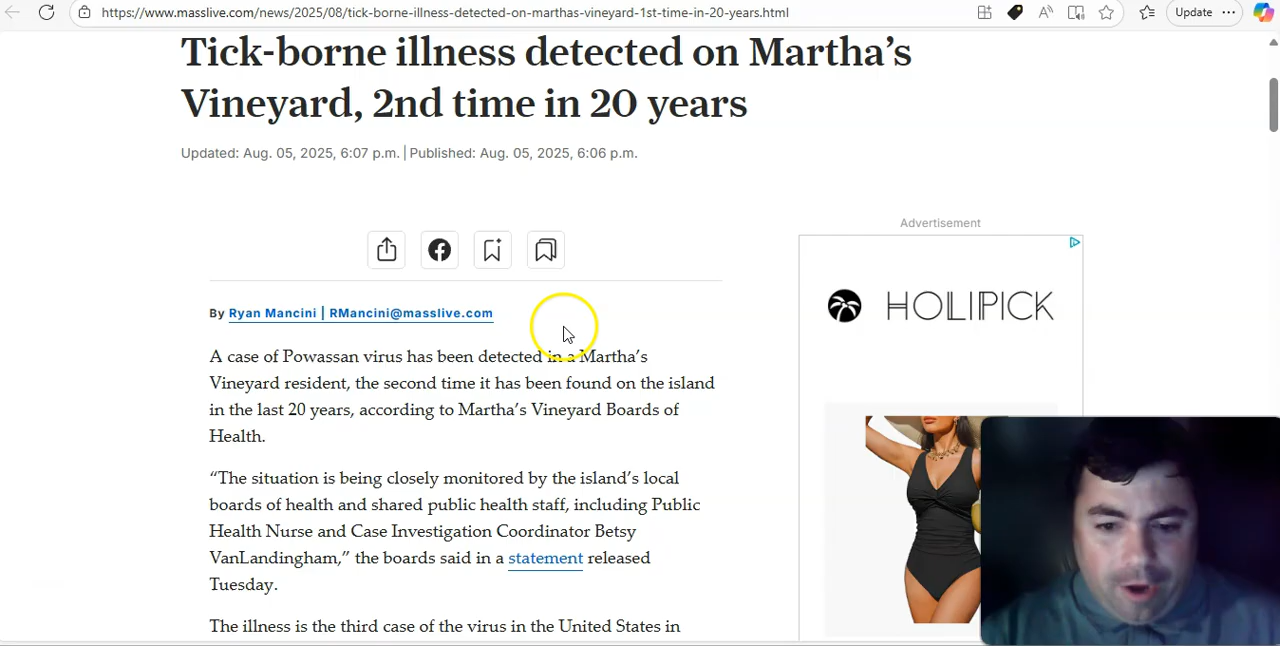 https://www.masslive.com/news/2025/08/tick-borne-illness-detected-on-marthas-vineyard-1st-time-in-20-years.html
Update
Tick-borne illness detected on Martha's
Vineyard, 2nd time in 20 years
Updated: Aug. 05, 2025, 6:07 p.m. | Published: Aug. 05, 2025, 6:06 p.m.
Advertisement
HOLIPICK
By Ryan Mancini | RMancini@masslive.com
A case of Powassan virus has been detected in a Martha's
Vineyard resident, the second time it has been found on the island
in the last 20 years, according to Martha's Vineyard Boards of
Health.
“The situation is being closely monitored by the island's local
boards of health and shared public health staff, including Public
Health Nurse and Case Investigation Coordinator Betsy
VanLandingham,” the boards said in a statement released
Tuesday.
The illness is the third case of the virus in the United States in